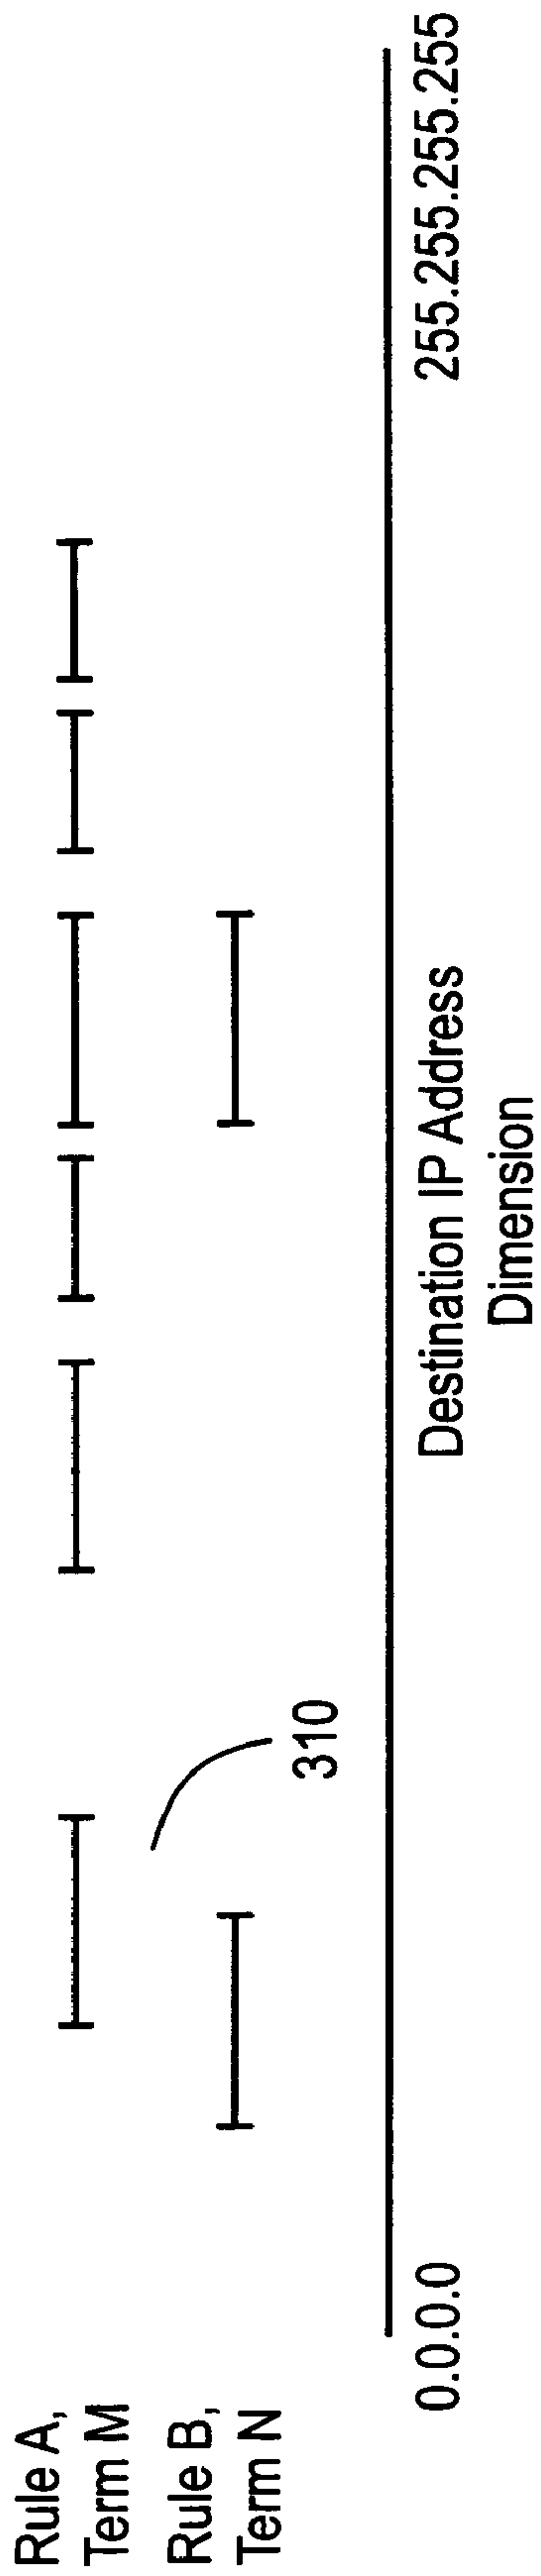 Rule A,
Term M
Rule B,
Term N
310
0.0.0.0
Destination IP Address
Dimension
255.255.255.255